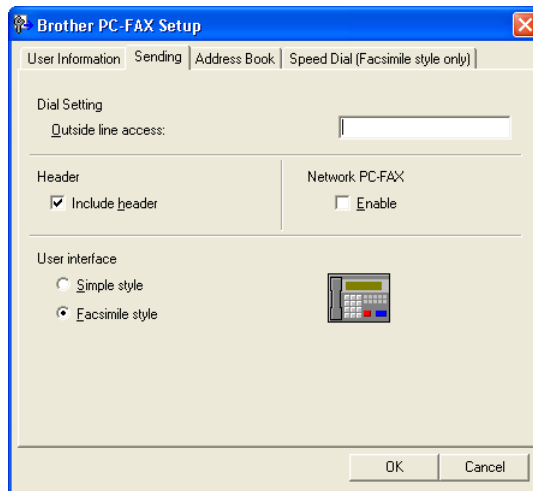 Brother PC-FAX Setup
User Information Sending Address Book Speed Dial (Facsimile style only)
Dial Setting
Outside line access:
Header Network PC-FAX
Include header Enable
User interface
Simple style
Facsimile style
OK Cancel